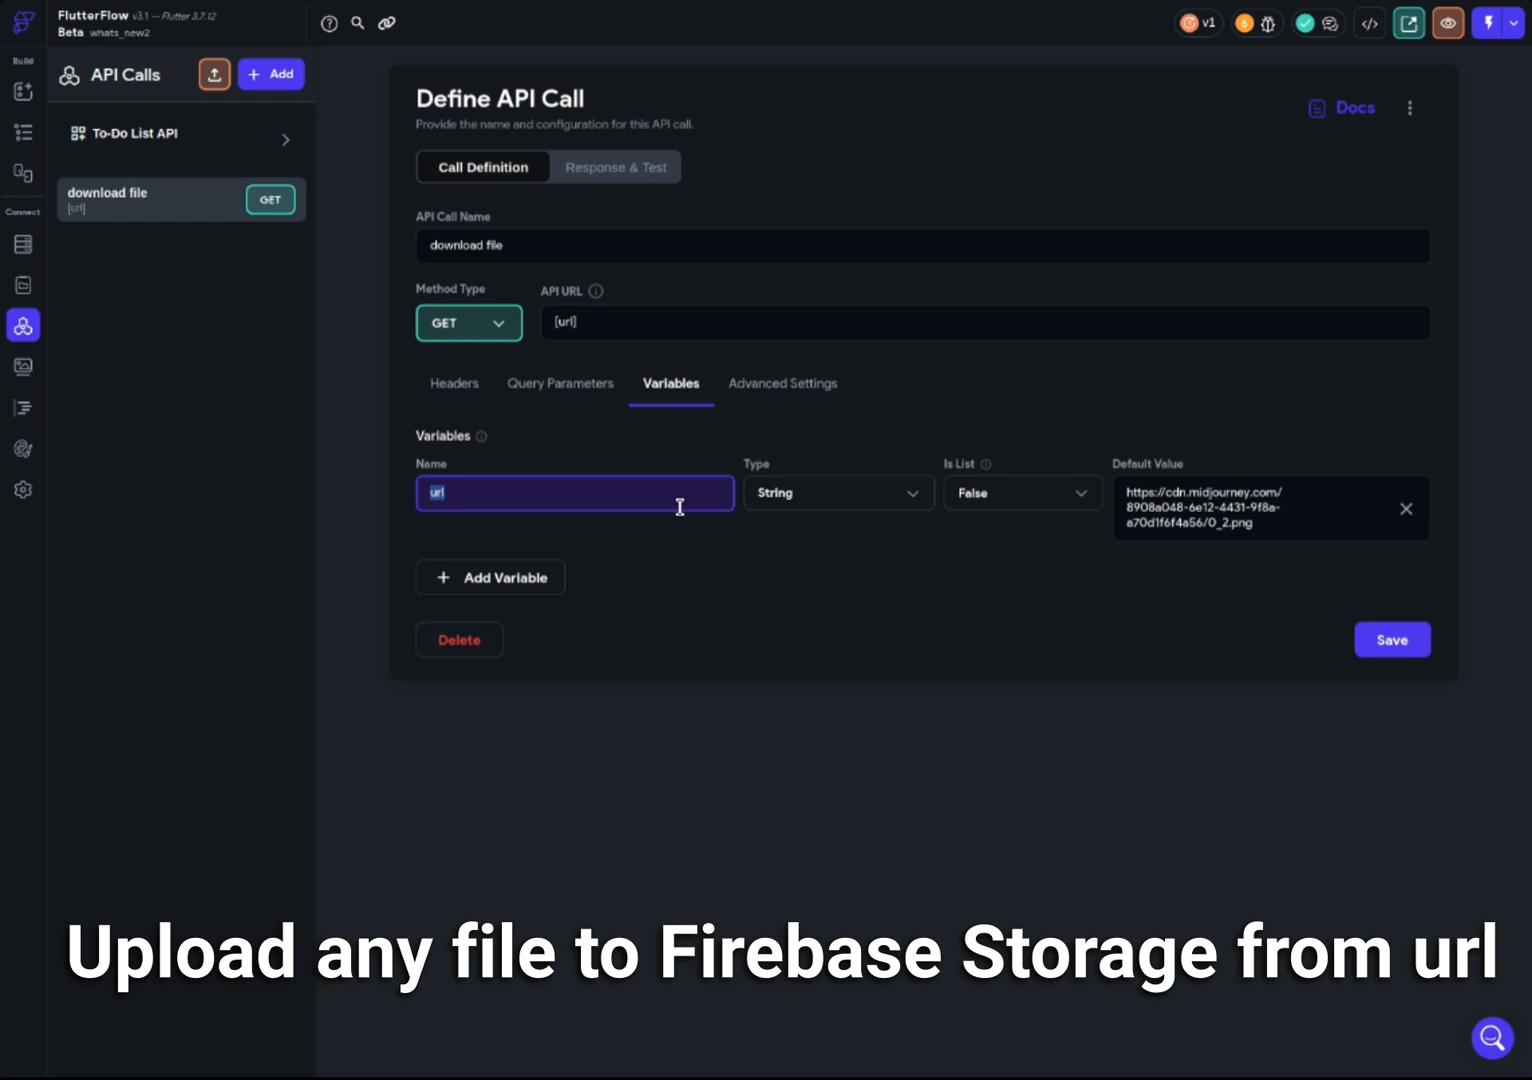 FlutterFlow v3.1 — Flutter 3.7.12
Beta whats_new2
v1
6
Build
API Calls
+ Add
To-Do List API
download file
[url]
GET
Connect
Define API Call
Provide the name and configuration for this API call.
Docs
Call Definition
Response & Test
API Call Name
download file
Method Type
API URL
GET
[url]
Headers
Query Parameters
Variables
Advanced Settings
Variables
Name
Type
Is List
Default Value
url
String
False
https://cdn.midjourney.com/
8908a048-6e12-4431-9f8a-
a70d1f6f4a56/0_2.png
+ Add Variable
Delete
Save
Upload any file to Firebase Storage from url